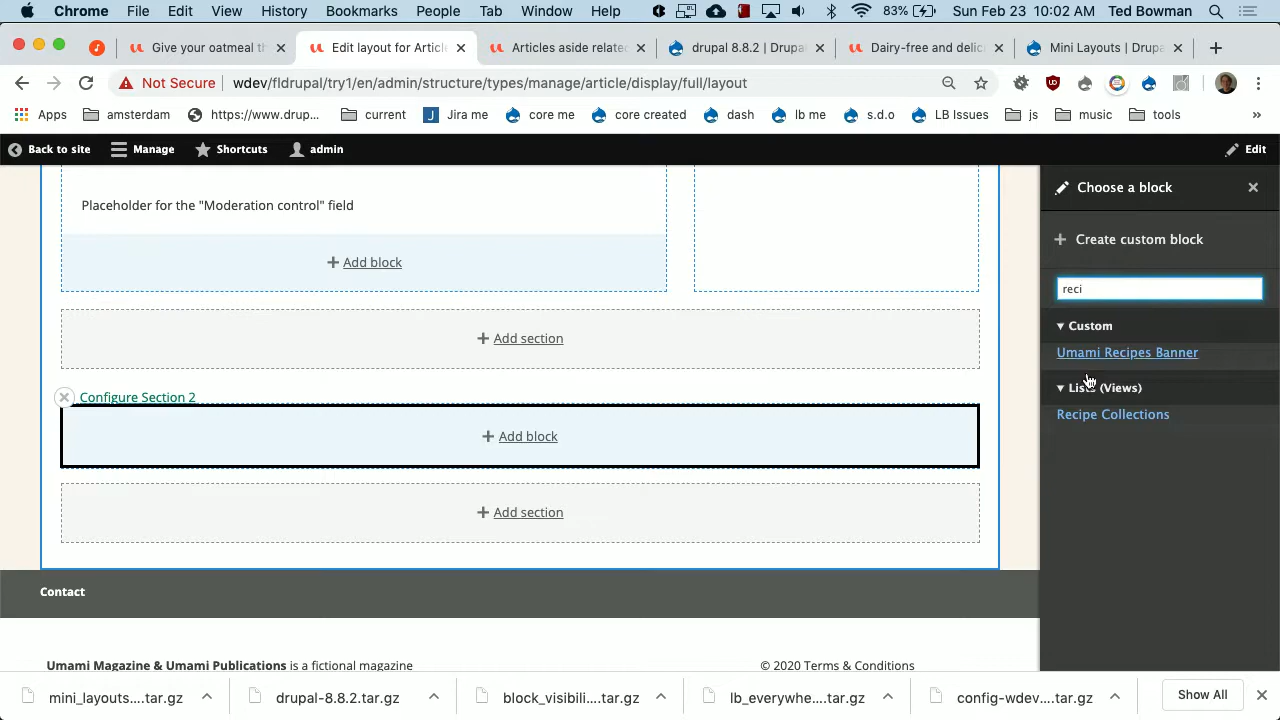 Chrome File Edit View History Bookmarks People Tab Window Help 83% Sun Feb 23 10:02 AM Ted Bowman
Give your oatmeal th
Edit layout for Article
Articles aside relate
drupal 8.8.2 | Drupa
Dairy-free and delic
Mini Layouts | Drupa
Not Secure wdev/fldrupal/try1/en/admin/structure/types/manage/article/display/full/layout
Apps amsterdam https://www.drup... current Jira me core me core created dash lb me s.d.o LB Issues js music tools »
Back to site Manage Shortcuts admin Edit
Choose a block
Placeholder for the "Moderation control" field
Create custom block
Add block
reci
Custom
Add section
Umami Recipes Banner
Configure Section 2
(Views)
Recipe Collections
Add block
Add section
Contact
Umami Magazine & Umami Publications is a fictional magazine
© 2020 Terms & Conditions
mini_layouts....tar.gz drupal-8.8.2.tar.gz block_visibili....tar.gz lb_everywhe....tar.gz config-wdev....tar.gz Show All